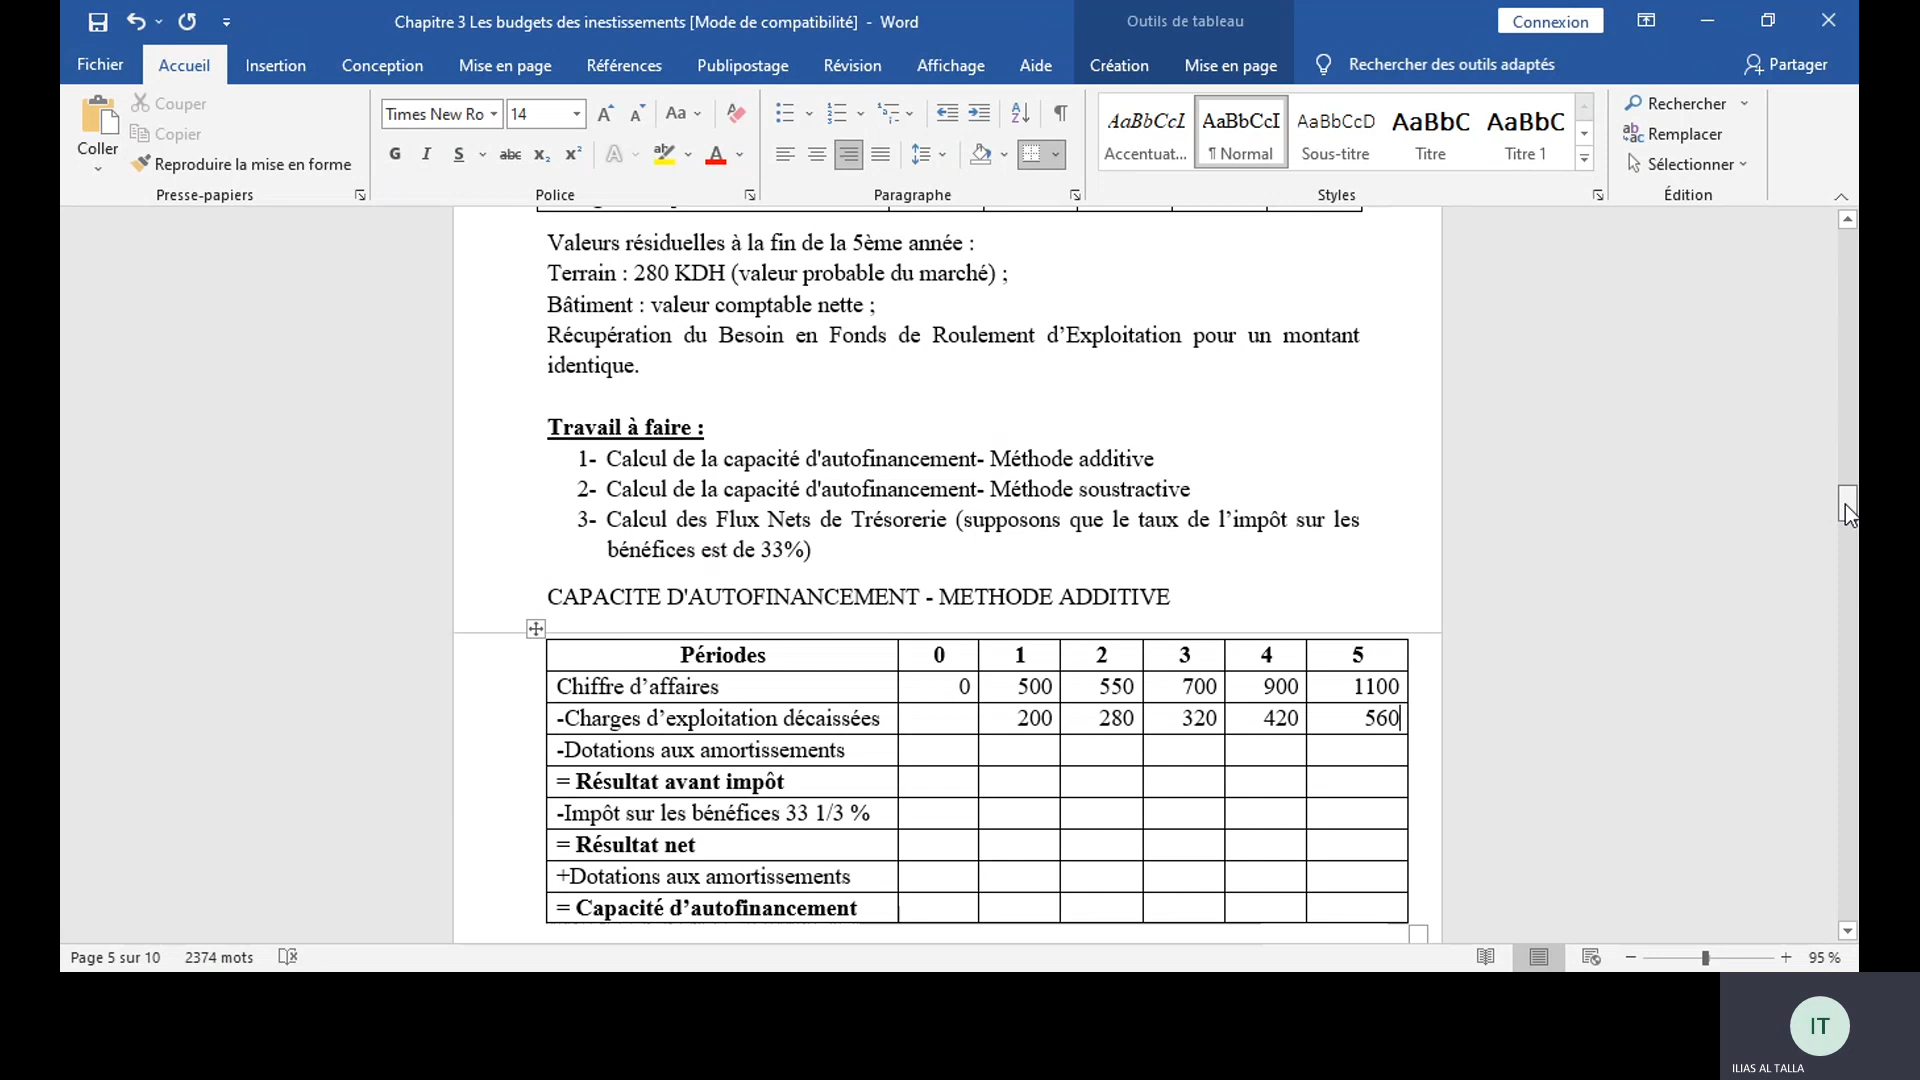 Chapitre 3 Les budgets des inestissements [Mode de compatibilité] - Word
Outils de tableau
Connexion
Fichier Accueil Insertion Conception Mise en page Références Publipostage Révision Affichage Aide Création Mise en page Rechercher des outils adaptés Partager
Coller
Couper
Copier
Reproduire la mise en forme
Presse-papiers
Times New Ro 14
G I S abc x₂ x² A A
Police
Paragraphe
AaBbCcI AaBbCcI AaBbCcD AaBbC AaBbC
Accentuat... ¶ Normal Sous-titre Titre Titre 1
Styles
Rechercher
Remplacer
Sélectionner
Édition
Valeurs résiduelles à la fin de la 5ème année :
Terrain : 280 KDH (valeur probable du marché) ;
Bâtiment : valeur comptable nette ;
Récupération du Besoin en Fonds de Roulement d’Exploitation pour un montant
identique.
Travail à faire :
1- Calcul de la capacité d'autofinancement- Méthode additive
2- Calcul de la capacité d'autofinancement- Méthode soustractive
3- Calcul des Flux Nets de Trésorerie (supposons que le taux de l’impôt sur les
bénéfices est de 33%)
CAPACITE D'AUTOFINANCEMENT - METHODE ADDITIVE
Périodes 0 1 2 3 4 5
Chiffre d’affaires 0 500 550 700 900 1100
-Charges d’exploitation décaissées 200 280 320 420 560
-Dotations aux amortissements
= Résultat avant impôt
-Impôt sur les bénéfices 33 1/3 %
= Résultat net
+Dotations aux amortissements
= Capacité d’autofinancement
Page 5 sur 10 2374 mots 95 %
IT
ILIAS AL TALLA